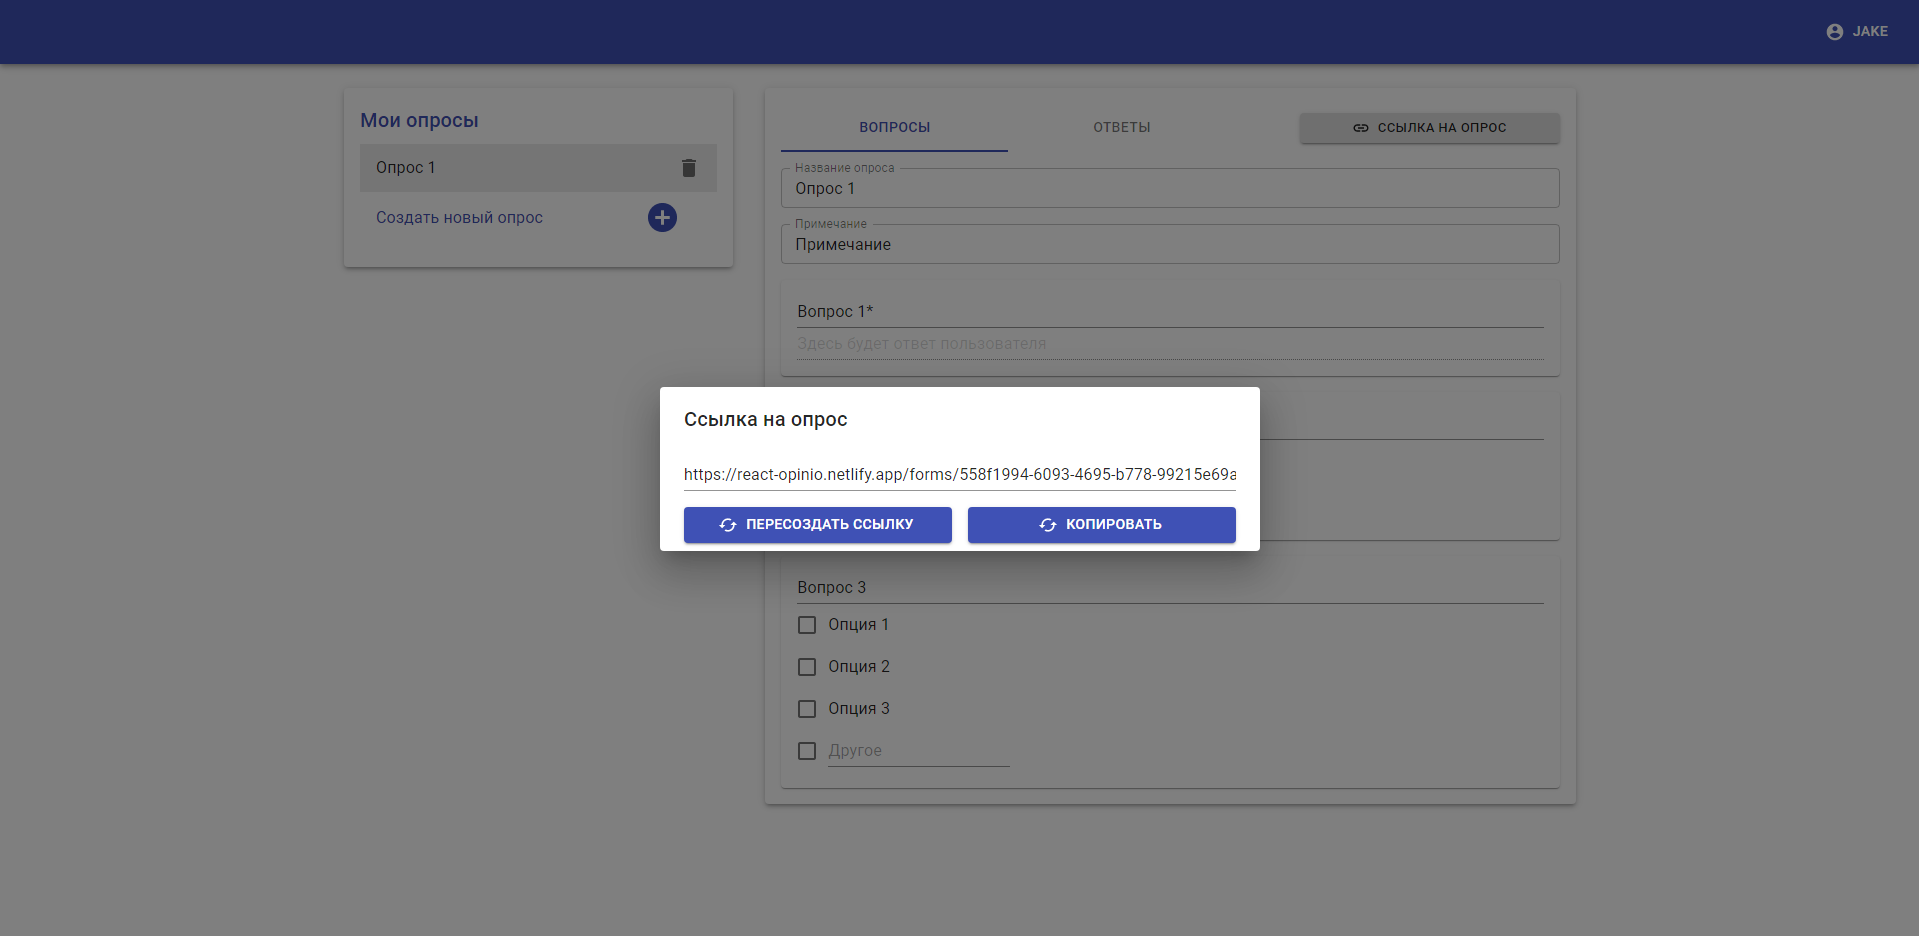 JAKE
Мои опросы
Опрос 1
Создать новый опрос
ВОПРОСЫ
ОТВЕТЫ
ССЫЛКА НА ОПРОС
Название опроса
Опрос 1
Примечание
Примечание
Вопрос 1*
Здесь будет ответ пользователя
Ссылка на опрос
https://react-opinio.netlify.app/forms/558f1994-6093-4695-b778-99215e69a
ПЕРЕСОЗДАТЬ ССЫЛКУ
КОПИРОВАТЬ
Вопрос 3
Опция 1
Опция 2
Опция 3
Другое